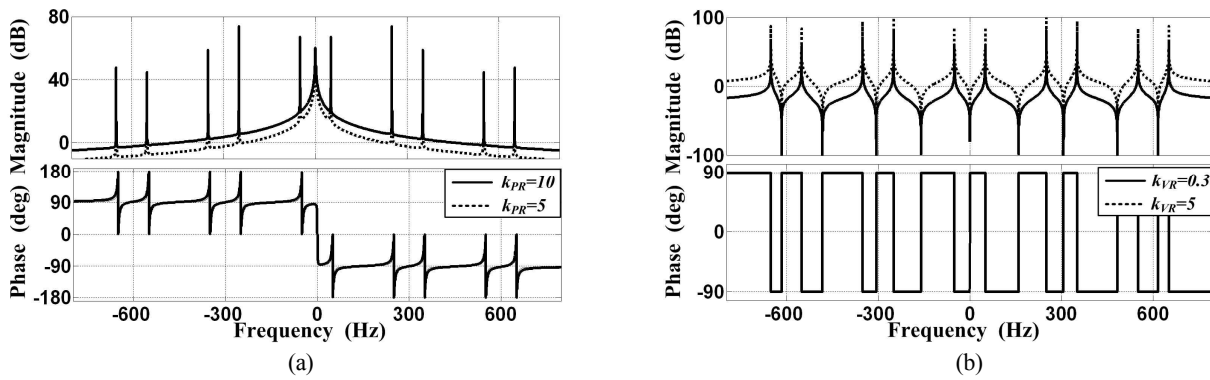 Magnitude (dB)
80
40
0
Phase (deg)
180
90
0
-90
-180
k_PR=10
k_PR=5
-600
-300
0
300
600
Frequency (Hz)
(a)
Magnitude (dB)
100
0
-100
Phase (deg)
90
0
-90
k_VR=0.3
k_VR=5
-600
-300
0
300
600
Frequency (Hz)
(b)